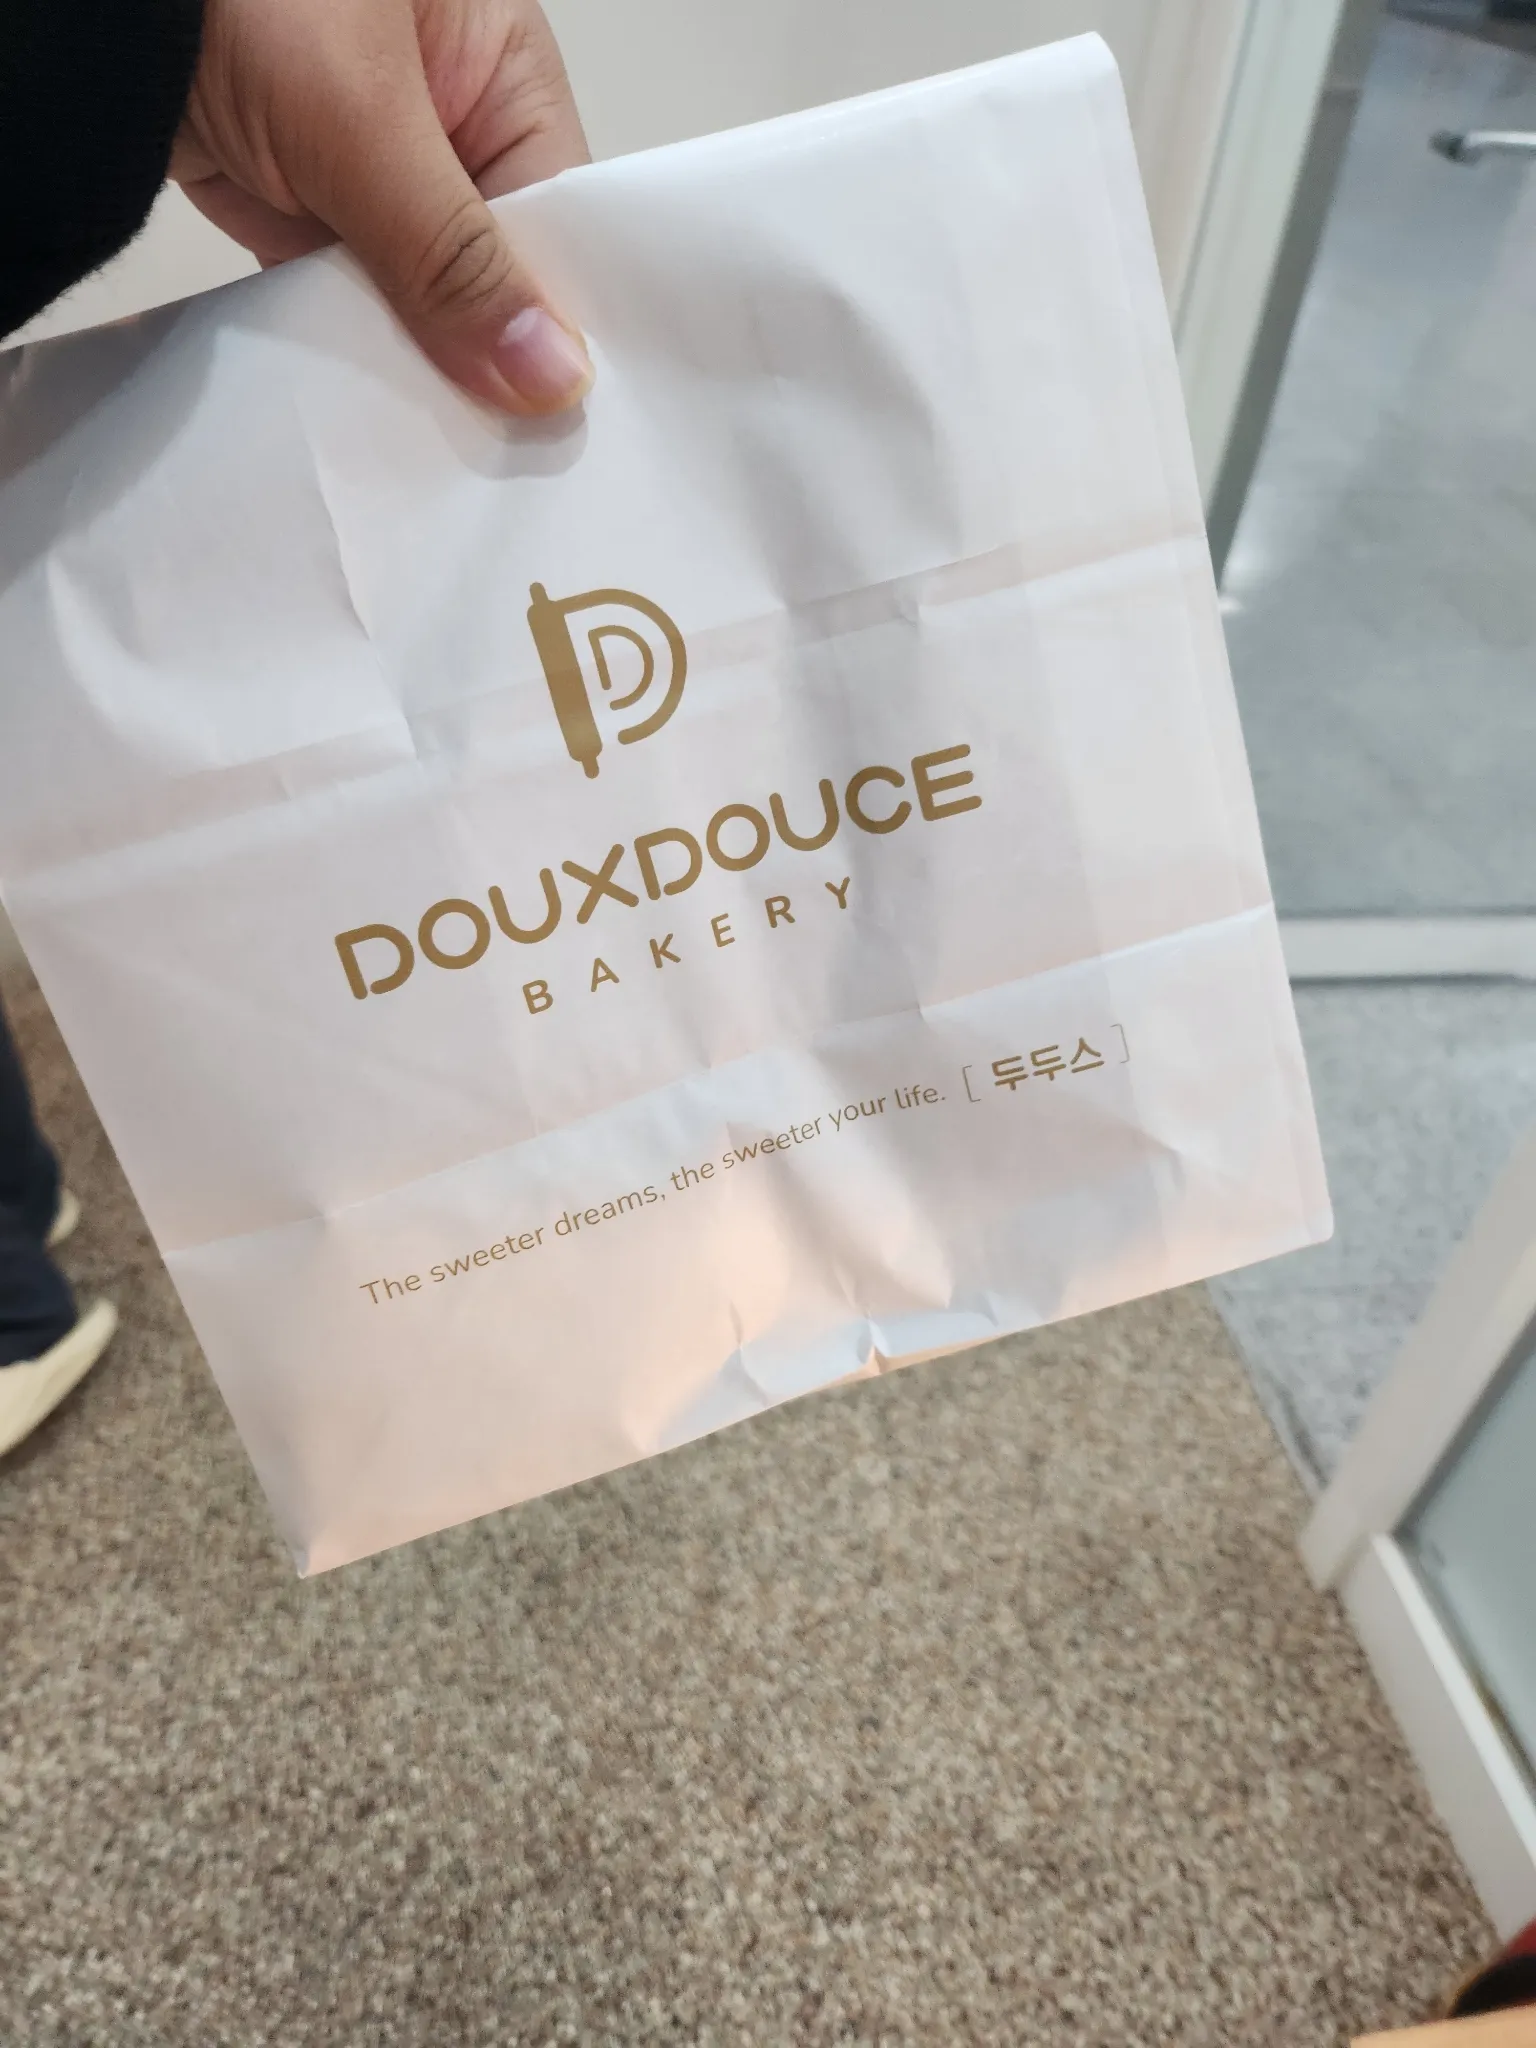 DOUXDOUCE
BAKERY
The sweeter dreams, the sweeter your life. [ 두두스 ]